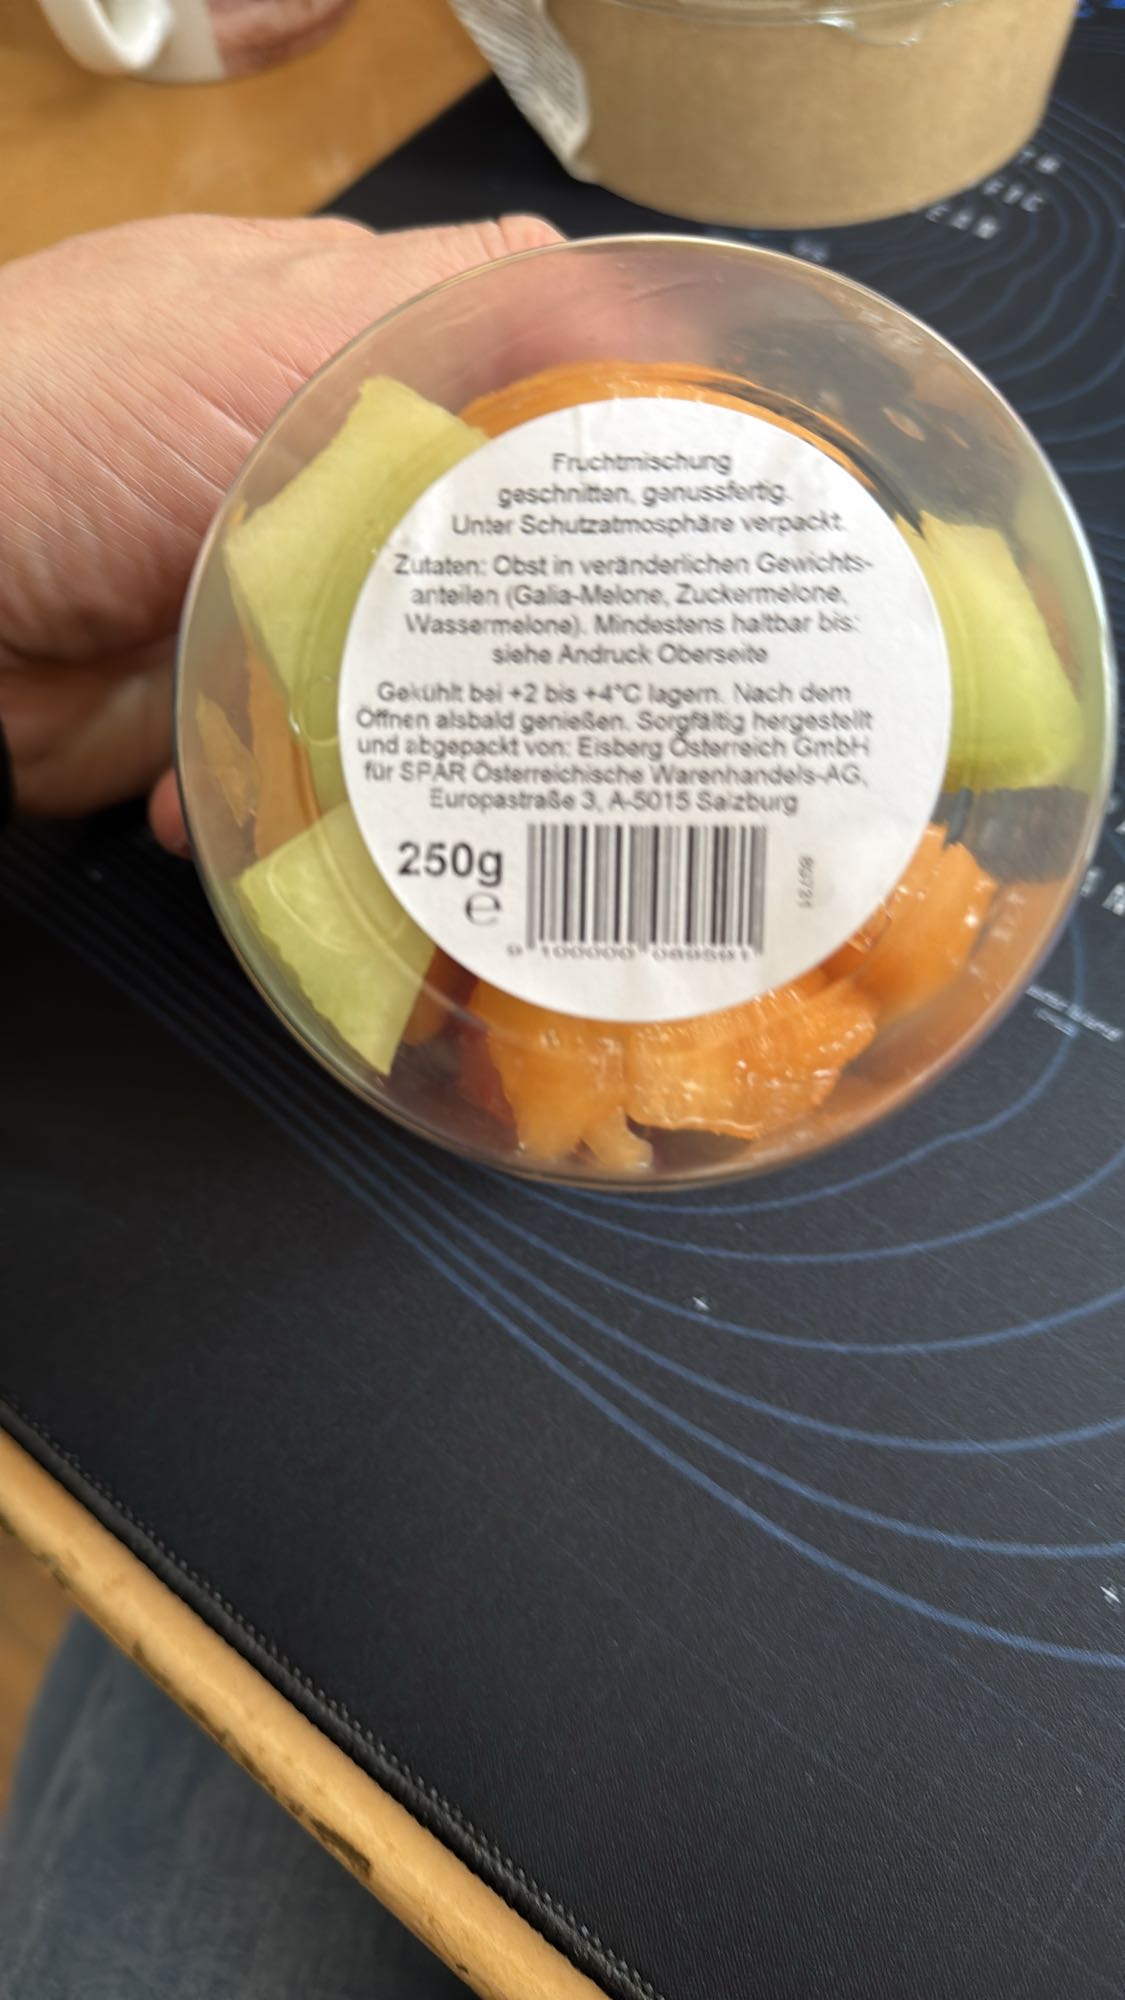 Fruchtmischung
geschnitten, genussfertig.
Unter Schutzatmosphäre verpackt.
Zutaten: Obst in veränderlichen Gewichts-
anteilen (Galia-Melone, Zuckermelone,
Wassermelone). Mindestens haltbar bis:
siehe Andruck Oberseite
Gekühlt bei +2 bis +4°C lagern. Nach dem
Öffnen alsbald genießen. Sorgfältig hergestellt
und abgepackt von: Eisberg Österreich GmbH
für SPAR Österreichische Warenhandels-AG,
Europastraße 3, A-5015 Salzburg
250g
e